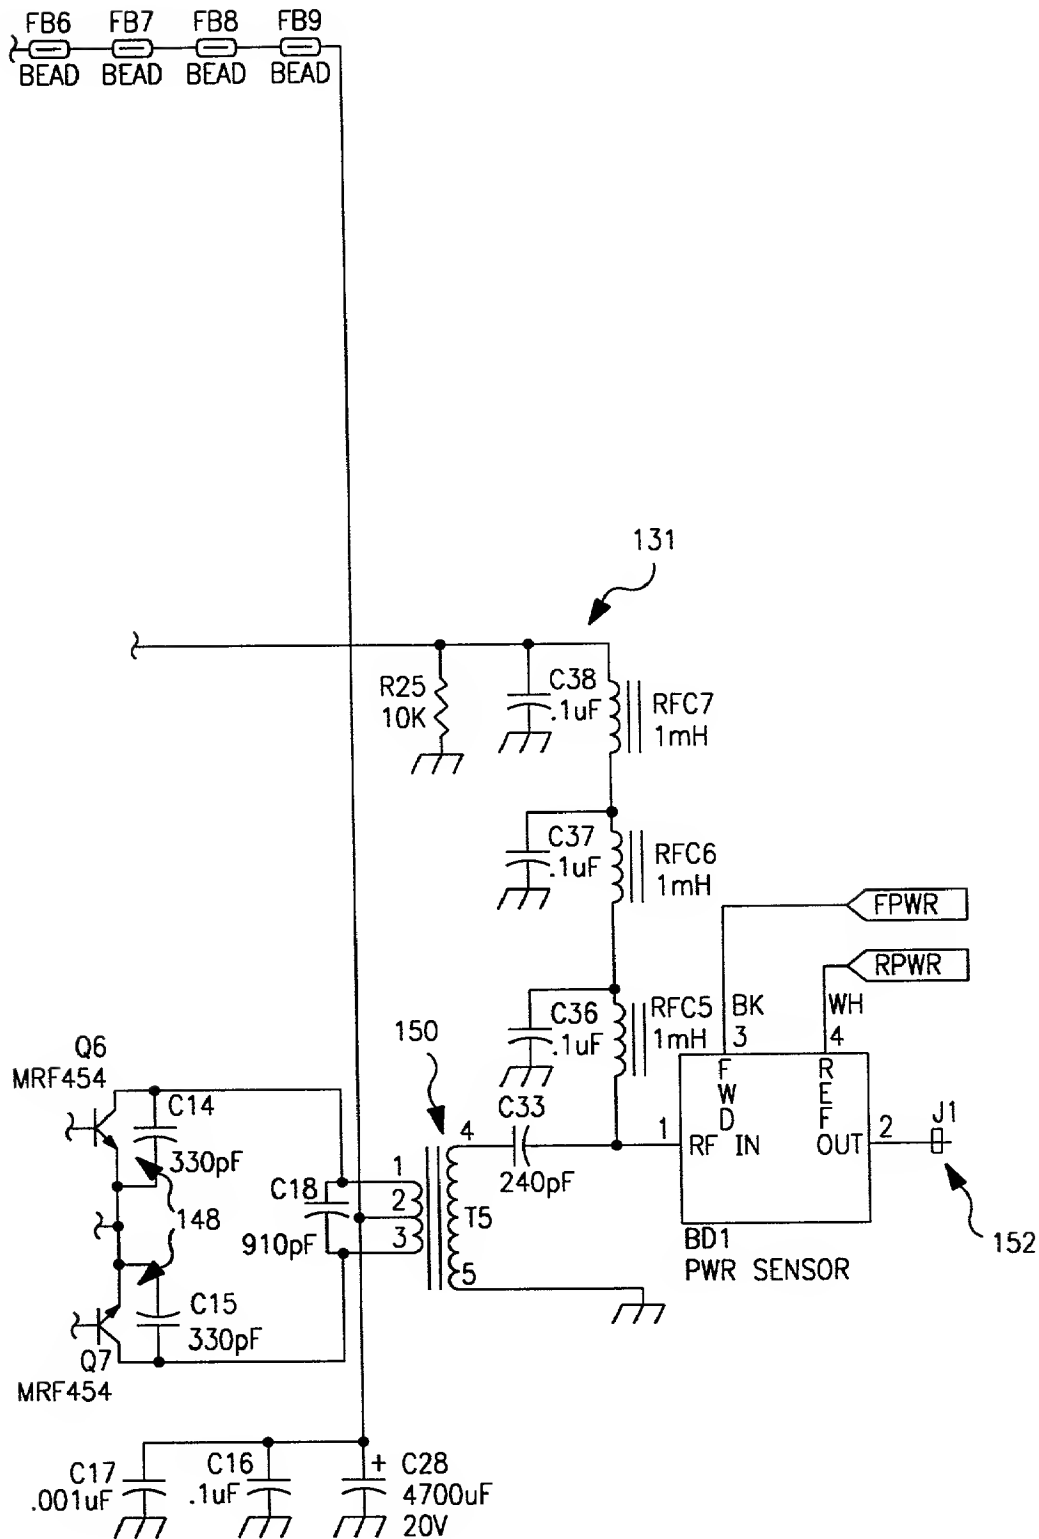 FB6 FB7 FB8 FB9
BEAD BEAD BEAD BEAD
131
R25
10K
C38
.1uF
RFC7
1mH
C37
.1uF
RFC6
1mH
FPWR
RPWR
C36
.1uF
RFC5
1mH
BK
3
WH
4
150
Q6
MRF454
C14
330pF
148
C15
330pF
Q7
MRF454
C18
910pF
1
2
3
4
T5
5
C33
240pF
1
FWD
REF
RF IN
OUT
2
J1
BD1
PWR SENSOR
152
C17
.001uF
C16
.1uF
+
C28
4700uF
20V